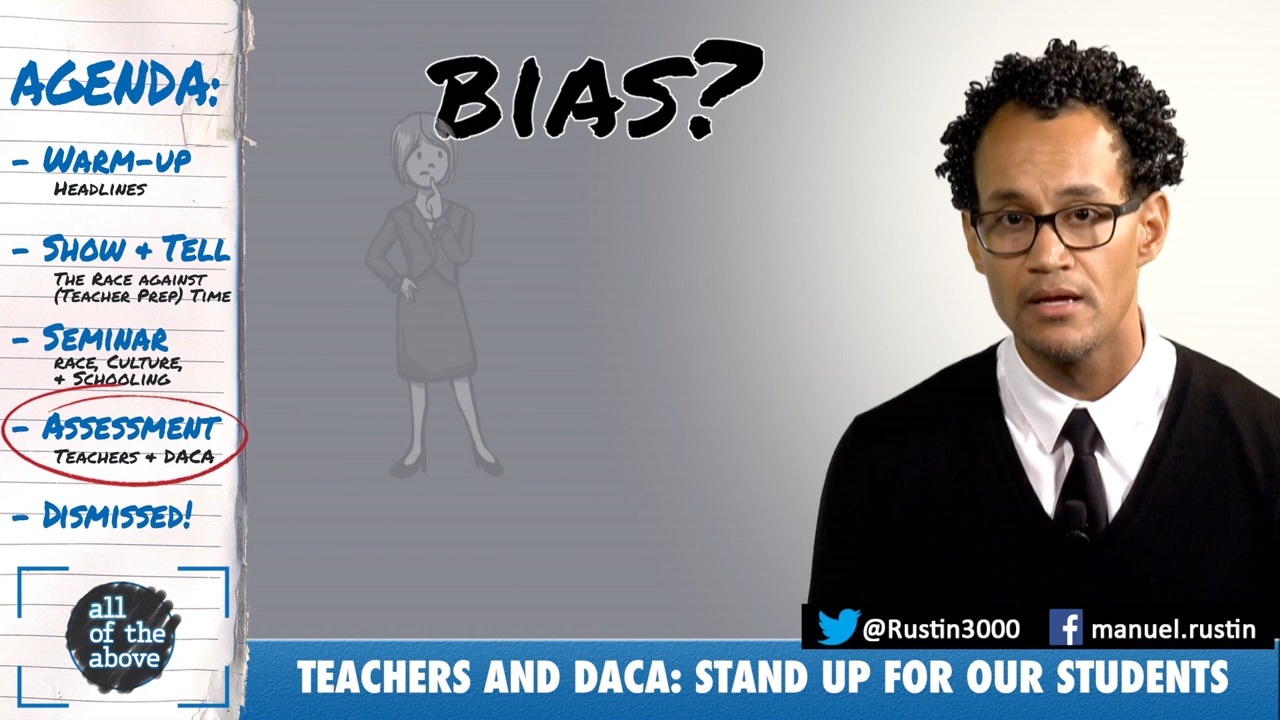 AGENDA:
- WARM-UP
HEADLINES
- SHOW + TELL
THE RACE AGAINST
(TEACHER PREP) TIME
- SEMINAR
RACE, CULTURE,
+ SCHOOLING
- ASSESSMENT
TEACHERS + DACA
- DISMISSED!
all
of the
above
BIAS?
@Rustin3000
f manuel.rustin
TEACHERS AND DACA: STAND UP FOR OUR STUDENTS